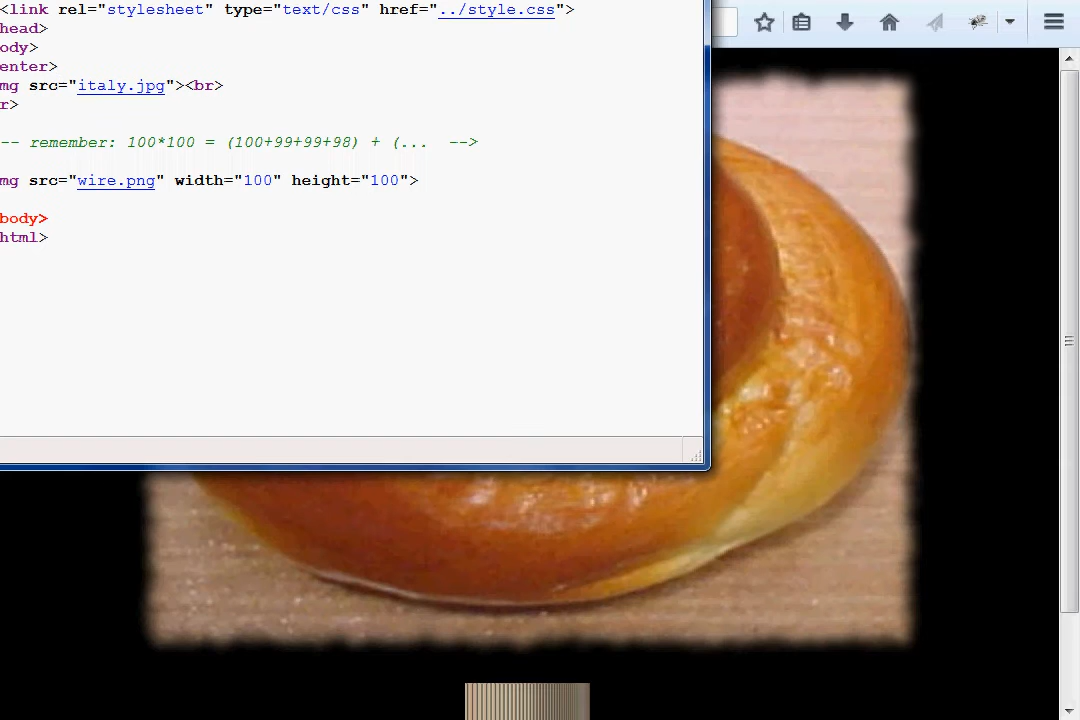 <link rel="stylesheet" type="text/css" href="../style.css">
head>
ody>
enter>
mg src="italy.jpg"><br>
r>
-- remember: 100*100 = (100+99+99+98) + (... -->
mg src="wire.png" width="100" height="100">
body>
html>